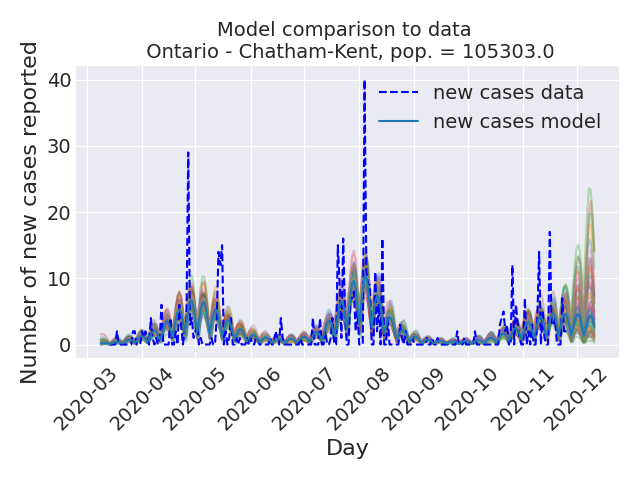 Model comparison to data
Ontario - Chatham-Kent, pop. = 105303.0
Number of new cases reported
40
30
20
10
0
new cases data
new cases model
2020-03
2020-04
2020-05
2020-06
2020-07
2020-08
2020-09
2020-10
2020-11
2020-12
Day